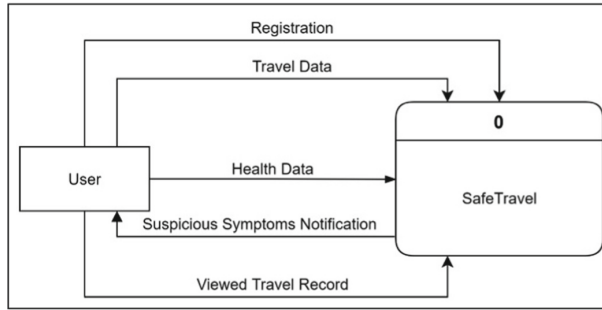 Registration
Travel Data
0
User
Health Data
SafeTravel
Suspicious Symptoms Notification
Viewed Travel Record